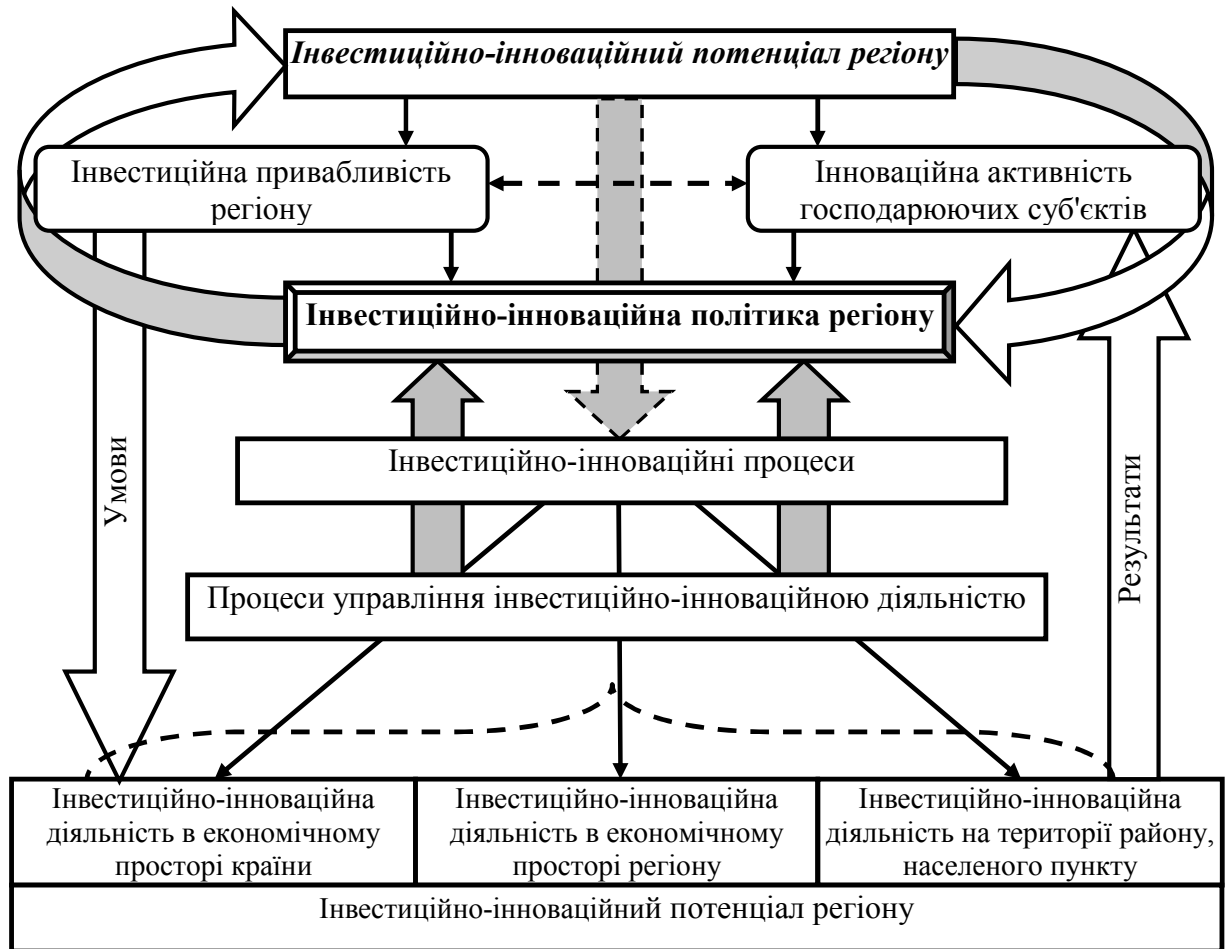 Інвестиційно-інноваційний потенціал регіону
Інвестиційна привабливість
регіону
Інноваційна активність
господарюючих суб'єктів
Інвестиційно-інноваційна політика регіону
Умови
Інвестиційно-інноваційні процеси
Результати
Процеси управління інвестиційно-інноваційною діяльністю
Інвестиційно-інноваційна
діяльність в економічному
просторі країни
Інвестиційно-інноваційна
діяльність в економічному
просторі регіону
Інвестиційно-інноваційна
діяльність на території району,
населеного пункту
Інвестиційно-інноваційний потенціал регіону